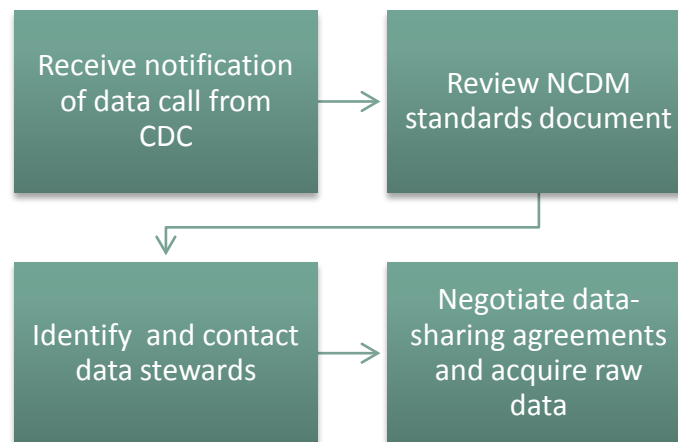 Receive notification
of data call from
CDC
Review NCDM
standards document
Identify  and contact
data stewards
Negotiate data-
sharing agreements
and acquire raw
data